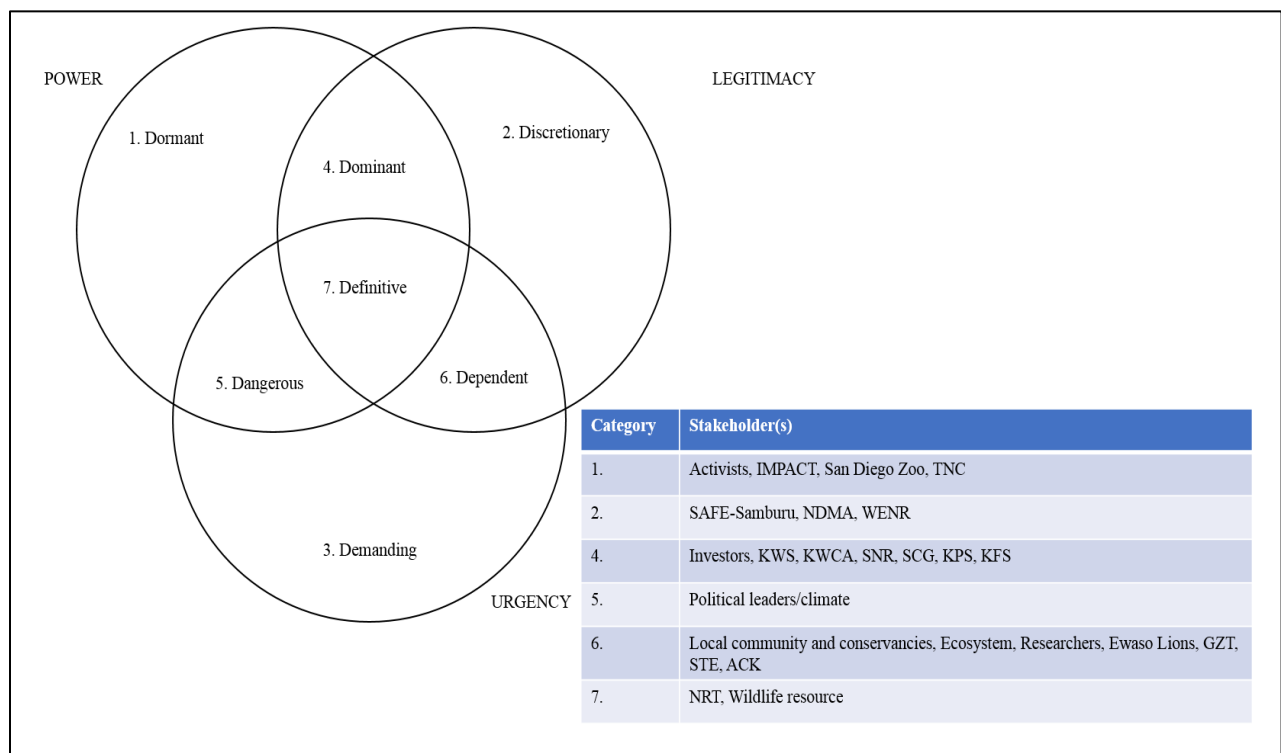 POWER
LEGITIMACY
1. Dormant
2. Discretionary
4. Dominant
7. Definitive
5. Dangerous
6. Dependent
3. Demanding
URGENCY
Category Stakeholder(s)
1. Activists, IMPACT, San Diego Zoo, TNC
2. SAFE-Samburu, NDMA, WENR
4. Investors, KWS, KWCA, SNR, SCG, KPS, KFS
5. Political leaders/climate
6. Local community and conservancies, Ecosystem, Researchers, Ewaso Lions, GZT,
STE, ACK
7. NRT, Wildlife resource